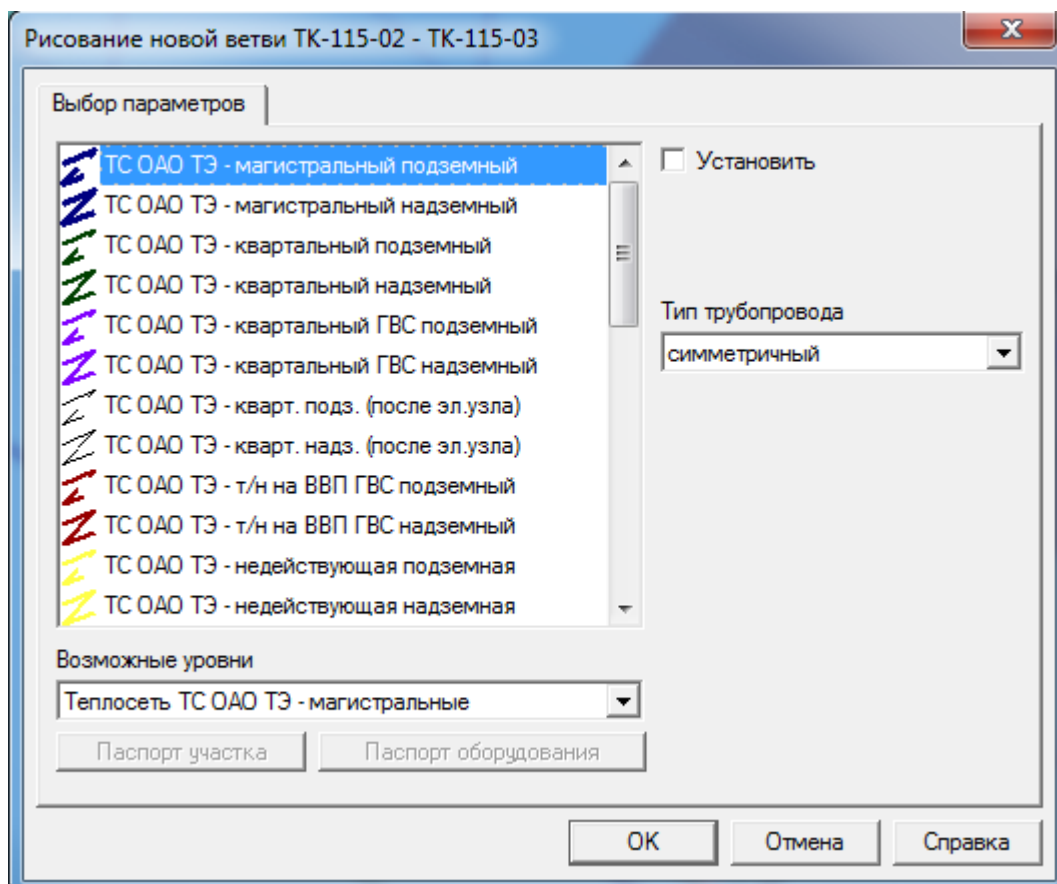 Рисование новой ветви ТК-115-02 - ТК-115-03
Выбор параметров
ТС ОАО ТЭ - магистральный подземный
ТС ОАО ТЭ - магистральный надземный
ТС ОАО ТЭ - квартальный подземный
ТС ОАО ТЭ - квартальный надземный
ТС ОАО ТЭ - квартальный ГВС подземный
ТС ОАО ТЭ - квартальный ГВС надземный
ТС ОАО ТЭ - кварт. подз. (после эл.узла)
ТС ОАО ТЭ - кварт. надз. (после эл.узла)
ТС ОАО ТЭ - т/н на ВВП ГВС подземный
ТС ОАО ТЭ - т/н на ВВП ГВС надземный
ТС ОАО ТЭ - недействующая подземная
ТС ОАО ТЭ - недействующая надземная
Установить
Тип трубопровода
симметричный
Возможные уровни
Теплосеть ТС ОАО ТЭ - магистральные
Паспорт участка
Паспорт оборудования
ОК
Отмена
Справка